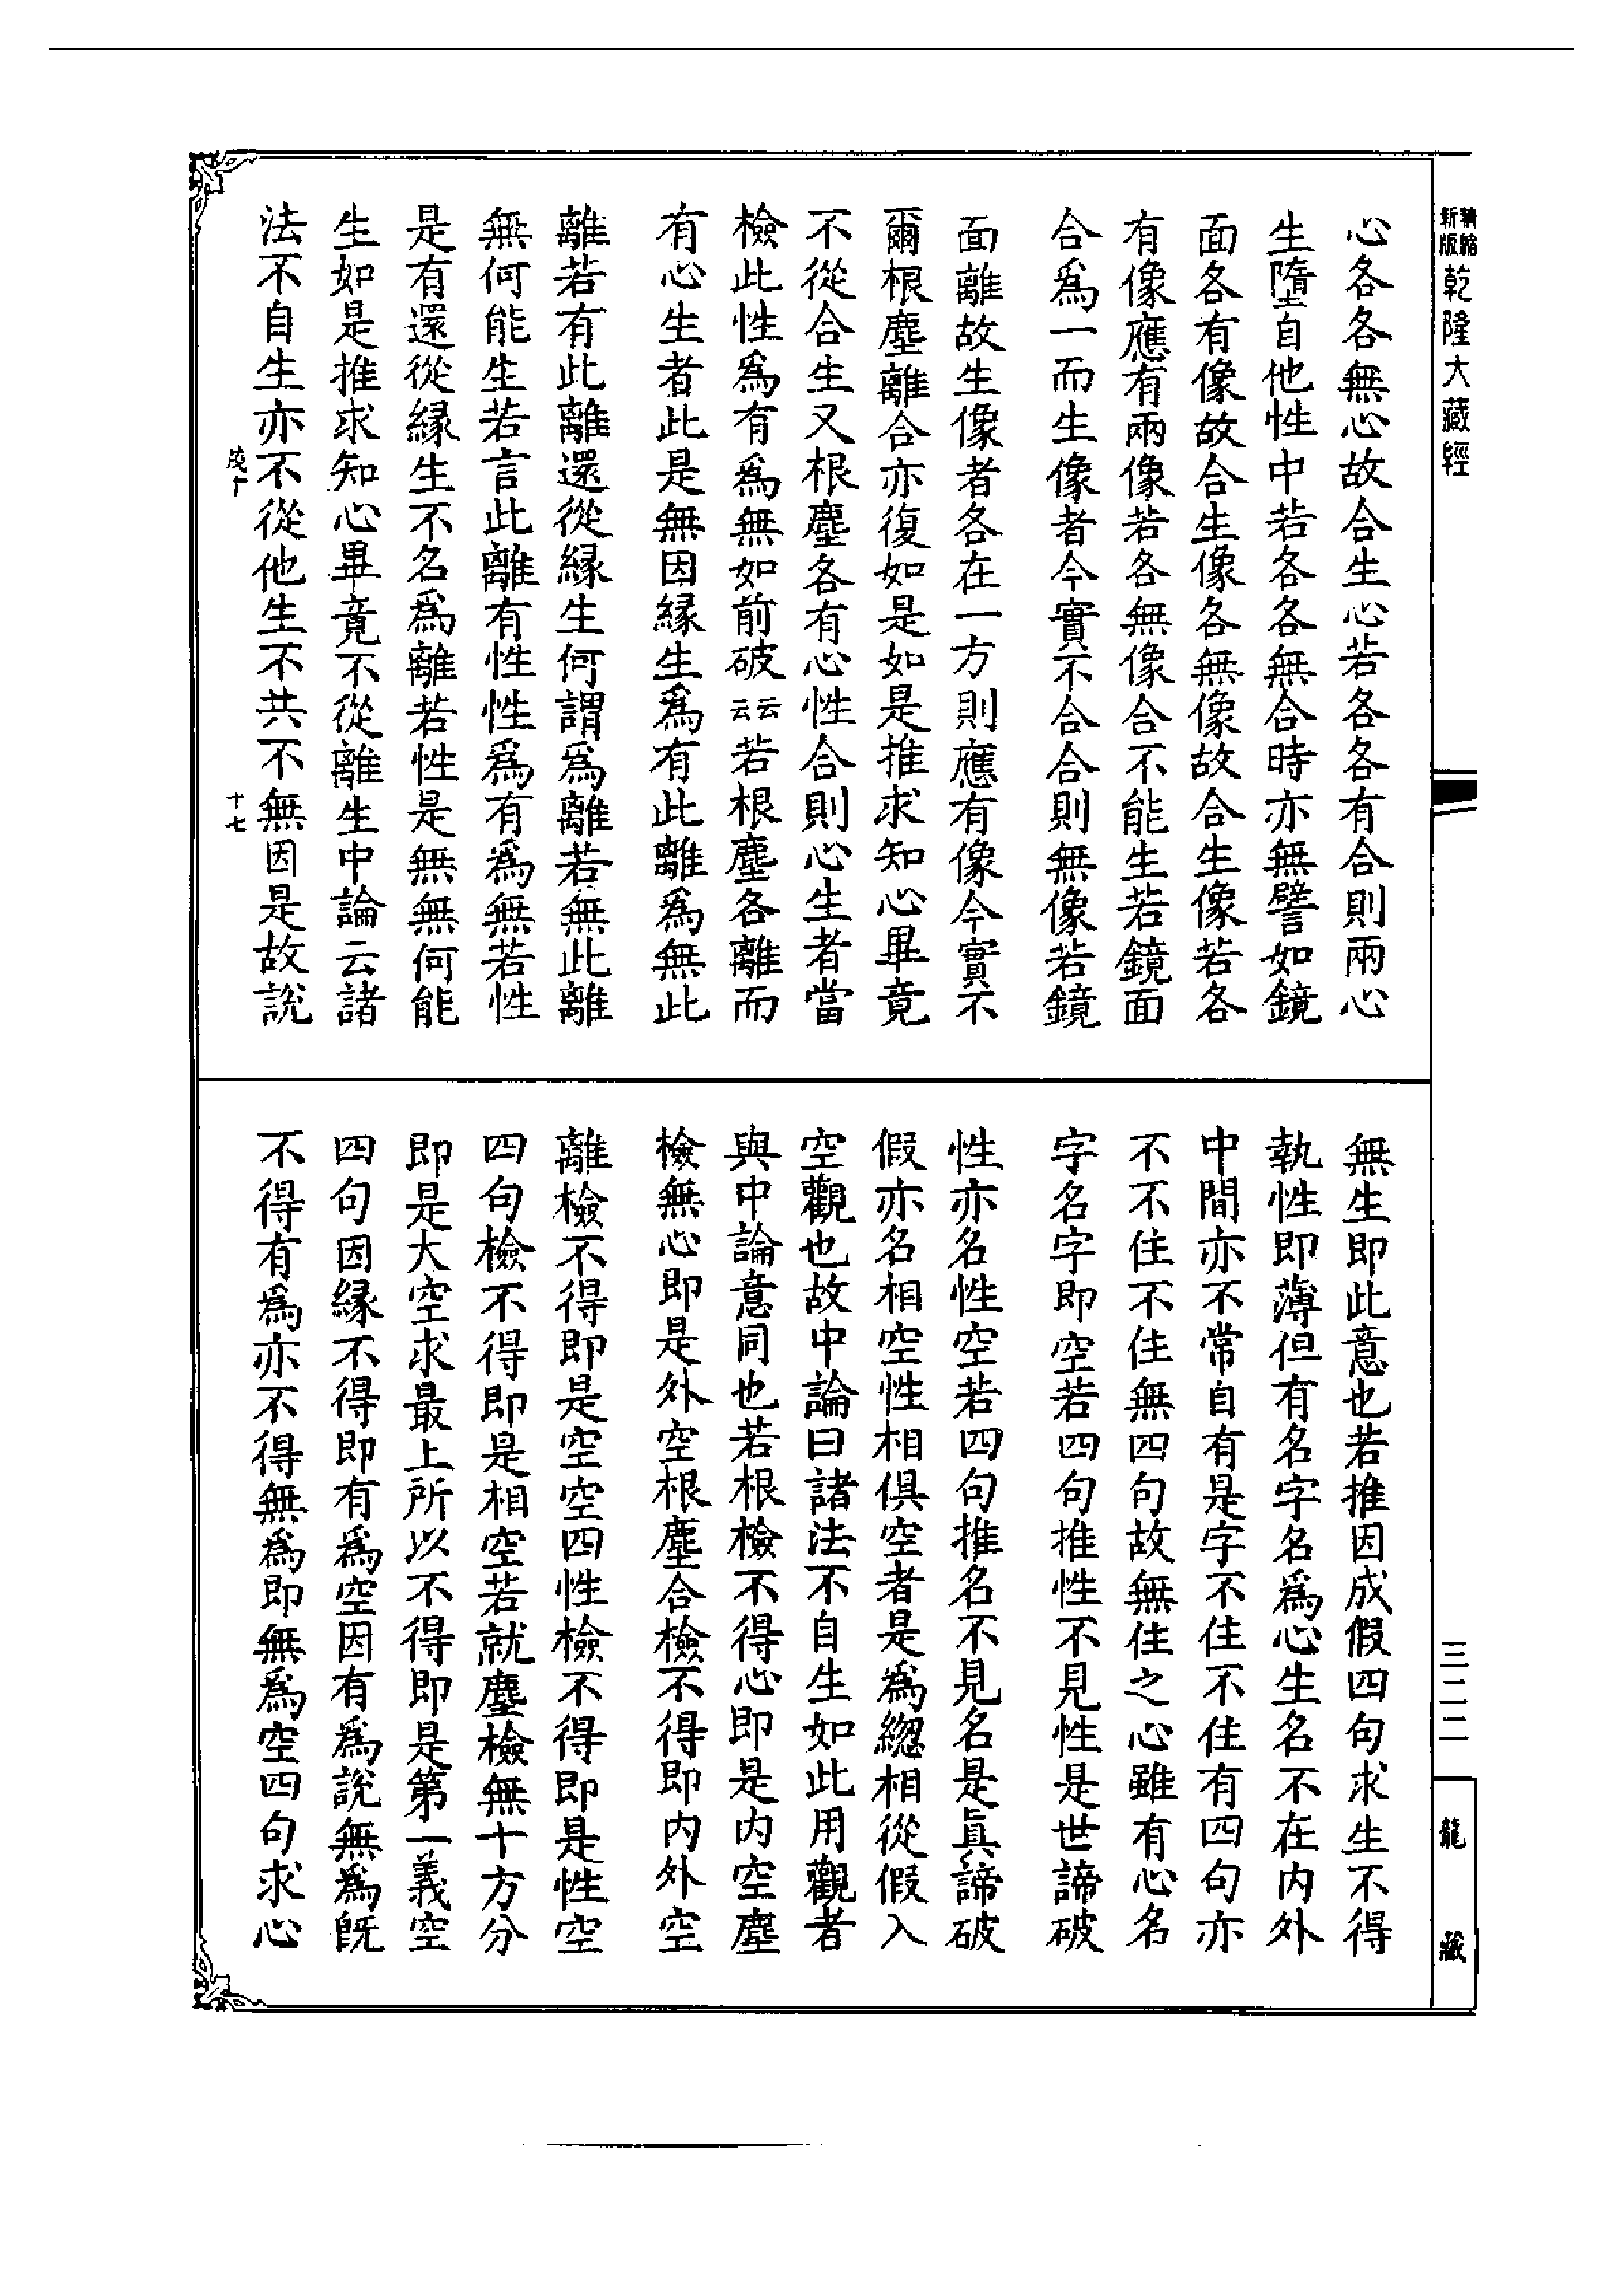 新版
精縮
乾隆大藏經
心各各無心故合生心若各各有合則兩心
生墮自他性中若各各無合時亦無譬如鏡
面各有像故合生像各無像故合生像若各
有像應有兩像若各無像合不能生若鏡面
合爲一而生像者今實不合合則無像若鏡
面離故生像者各在一方則應有像今實不
爾根塵離合亦復如是如是推求知心畢竟
不從合生又根塵各有心性合則心生者當
檢此性爲有爲無如前破云云若根塵各離而
有心生者此是無因緣生爲有此離爲無此
離若有此離還從緣生何謂爲離若無此離
無何能生若言此離有性性爲有爲無若性
是有還從緣生不名爲離若性是無無何能
生如是推求知心畢竟不從離生中論云諸
法不自生亦不從他生不共不無因是故說
十七
無生即此意也若推因成假四句求生不得
執性即薄但有名字名爲心生名不在内外
中間亦不常自有是字不住不住有四句亦
不不住不住無四句故無住之心雖有心名
字名字即空若四句推性不見性是世諦破
性亦名性空若四句推名不見名是眞諦破
假亦名相空性相俱空者是爲緫相從假入
空觀也故中論曰諸法不自生如此用觀者
與中論意同也若根檢不得心即是内空塵
檢無心即是外空根塵合檢不得即内外空
離檢不得即是空空四性檢不得即是性空
四句檢不得即是相空若就塵檢無十方分
即是大空求最上所以不得即是第一義空
四句因緣不得即有爲空因有爲說無爲旣
不得有爲亦不得無爲即無爲空四句求心
三二二
龍藏